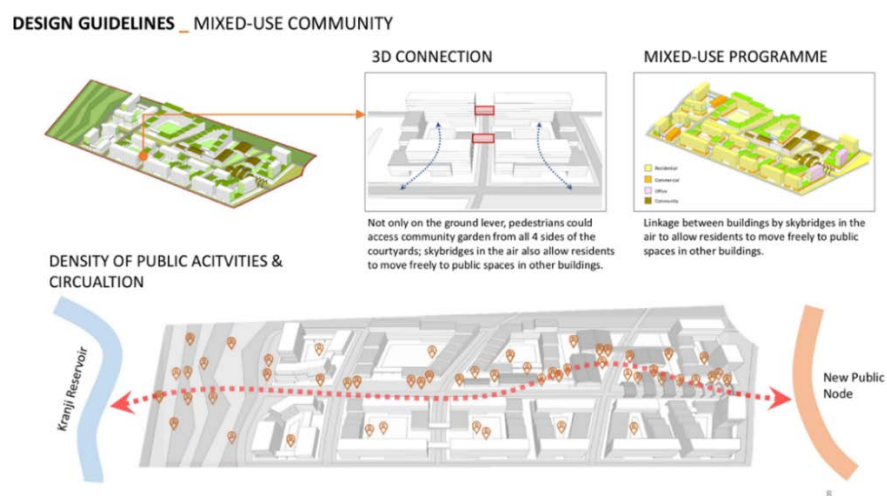 DESIGN GUIDELINES _ MIXED-USE COMMUNITY
3D CONNECTION
MIXED-USE PROGRAMME
Residential
Commercial
Office
Community
Not only on the ground lever, pedestrians could
access community garden from all 4 sides of the
courtyards; skybridges in the air also allow residents
to move freely to public spaces in other buildings.
Linkage between buildings by skybridges in the
air to allow residents to move freely to public
spaces in other buildings.
DENSITY OF PUBLIC ACITVITIES &
CIRCUALTION
Kranji Reservoir
New Public
Node